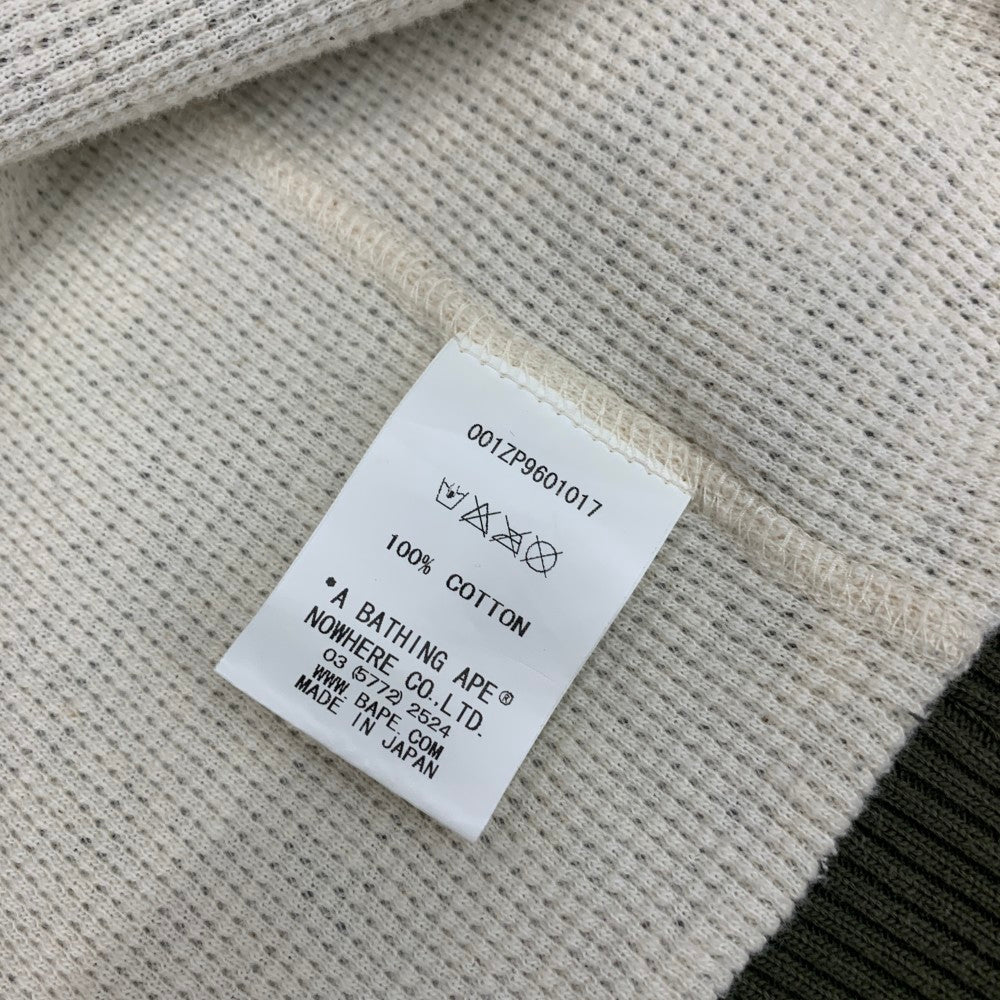 001ZP9601017
100% COTTON
•A BATHING APE®
NOWHERE CO.,LTD.
03 (5772) 2524
WWW.BAPE.COM
MADE IN JAPAN